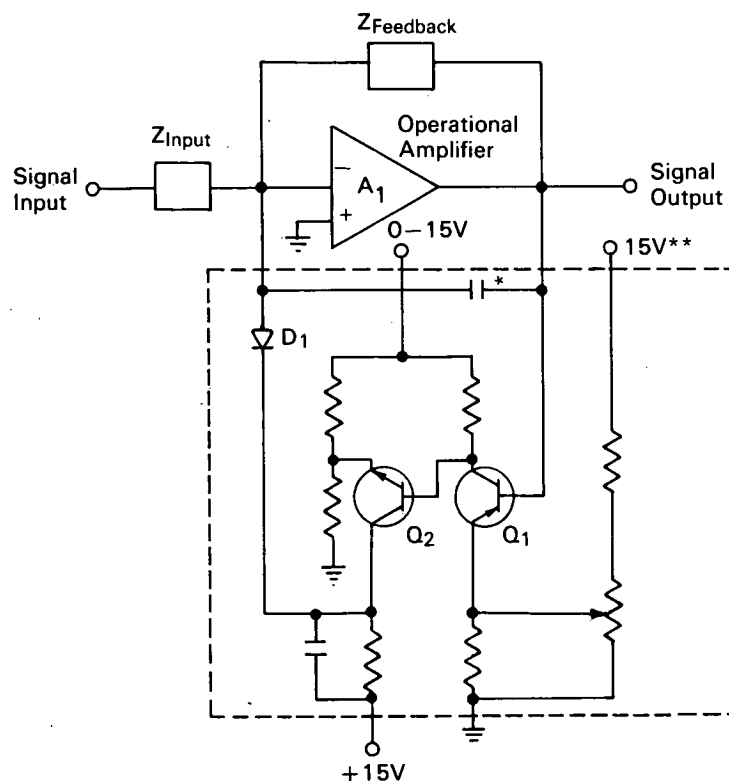 ZFeedback
ZInput
Operational
Amplifier
Signal
Input
−
A1
+
Signal
Output
0–15V
15V**
*
D1
Q2
Q1
+15V